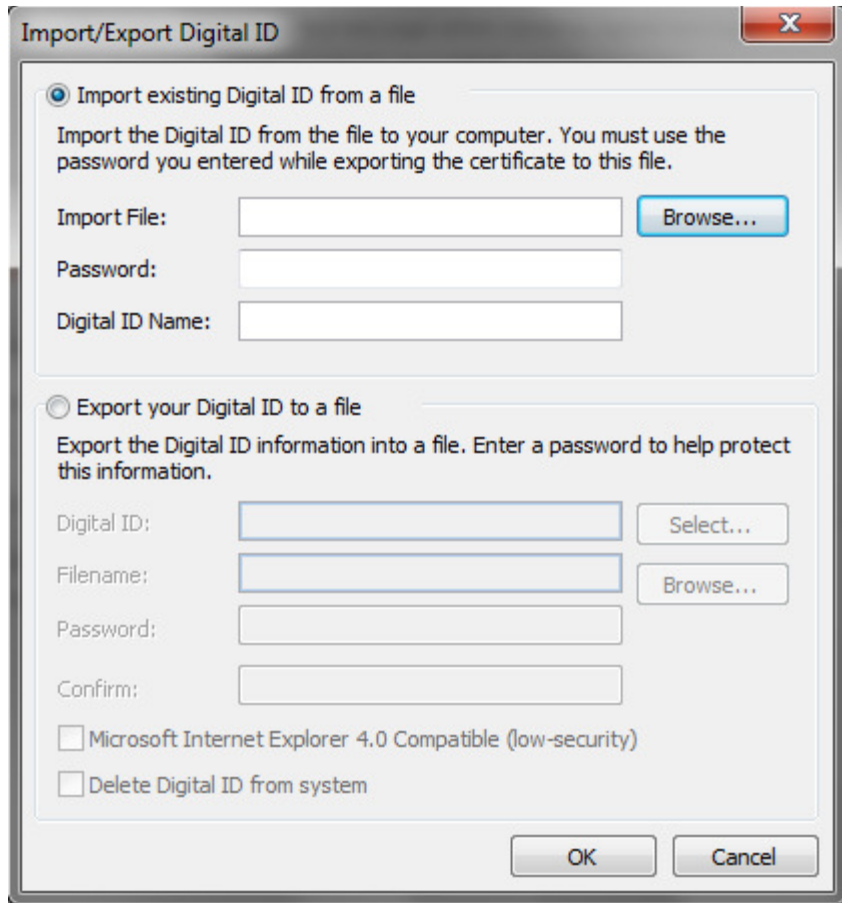 Import/Export Digital ID
Import existing Digital ID from a file
Import the Digital ID from the file to your computer. You must use the
password you entered while exporting the certificate to this file.
Import File:
Browse...
Password:
Digital ID Name:
Export your Digital ID to a file
Export the Digital ID information into a file. Enter a password to help protect
this information.
Digital ID:
Select...
Filename:
Browse...
Password:
Confirm:
Microsoft Internet Explorer 4.0 Compatible (low-security)
Delete Digital ID from system
OK
Cancel